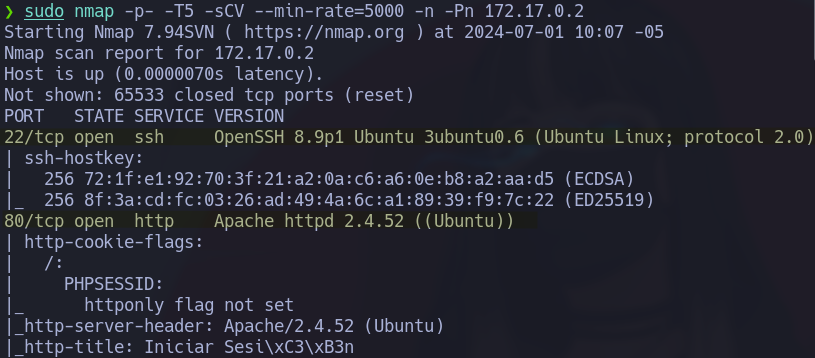 ❯ sudo nmap -p- -T5 -sCV --min-rate=5000 -n -Pn 172.17.0.2
Starting Nmap 7.94SVN ( https://nmap.org ) at 2024-07-01 10:07 -05
Nmap scan report for 172.17.0.2
Host is up (0.0000070s latency).
Not shown: 65533 closed tcp ports (reset)
PORT   STATE SERVICE VERSION
22/tcp open  ssh     OpenSSH 8.9p1 Ubuntu 3ubuntu0.6 (Ubuntu Linux; protocol 2.0)
| ssh-hostkey:
|   256 72:1f:e1:92:70:3f:21:a2:0a:c6:a6:0e:b8:a2:aa:d5 (ECDSA)
|_  256 8f:3a:cd:fc:03:26:ad:49:4a:6c:a1:89:39:f9:7c:22 (ED25519)
80/tcp open  http    Apache httpd 2.4.52 ((Ubuntu))
| http-cookie-flags:
|   /:
|     PHPSESSID:
|_      httponly flag not set
|_http-server-header: Apache/2.4.52 (Ubuntu)
|_http-title: Iniciar Sesi\xC3\xB3n